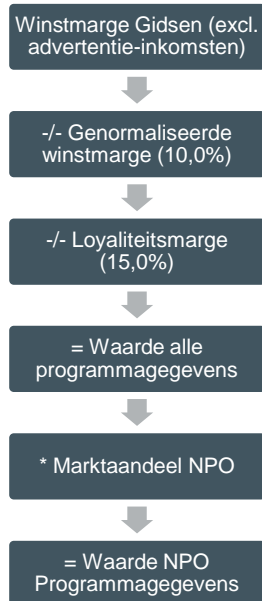 Winstmarge Gidsen (excl.
advertentie-inkomsten)
-/- Genormaliseerde
winstmarge (10,0%)
-/- Loyaliteitsmarge
(15,0%)
= Waarde alle
programmagegevens
* Marktaandeel NPO
= Waarde NPO
Programmagegevens